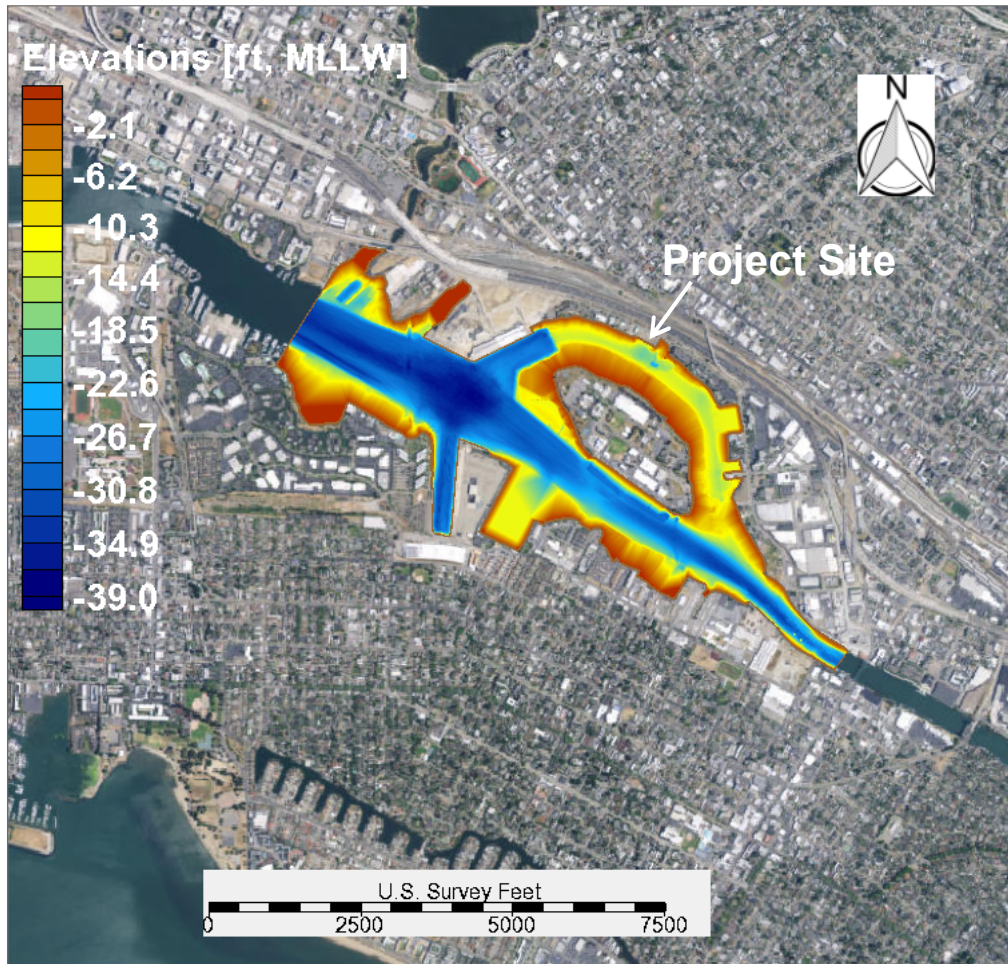 Elevations [ft, MLLW]
-2.1
-6.2
-10.3
-14.4
-18.5
-22.6
-26.7
-30.8
-34.9
-39.0
N
Project Site
U.S. Survey Feet
0 2500 5000 7500